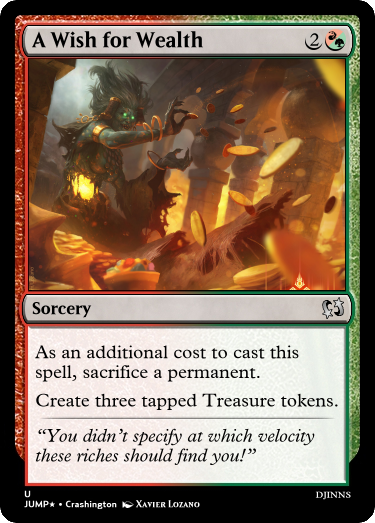 A Wish for Wealth 2
Sorcery
As an additional cost to cast this
spell, sacrifice a permanent.
Create three tapped Treasure tokens.
“You didn’t specify at which velocity
these riches should find you!”
U
DJINNS
JUMP★ • Crashington XAVIER LOZANO